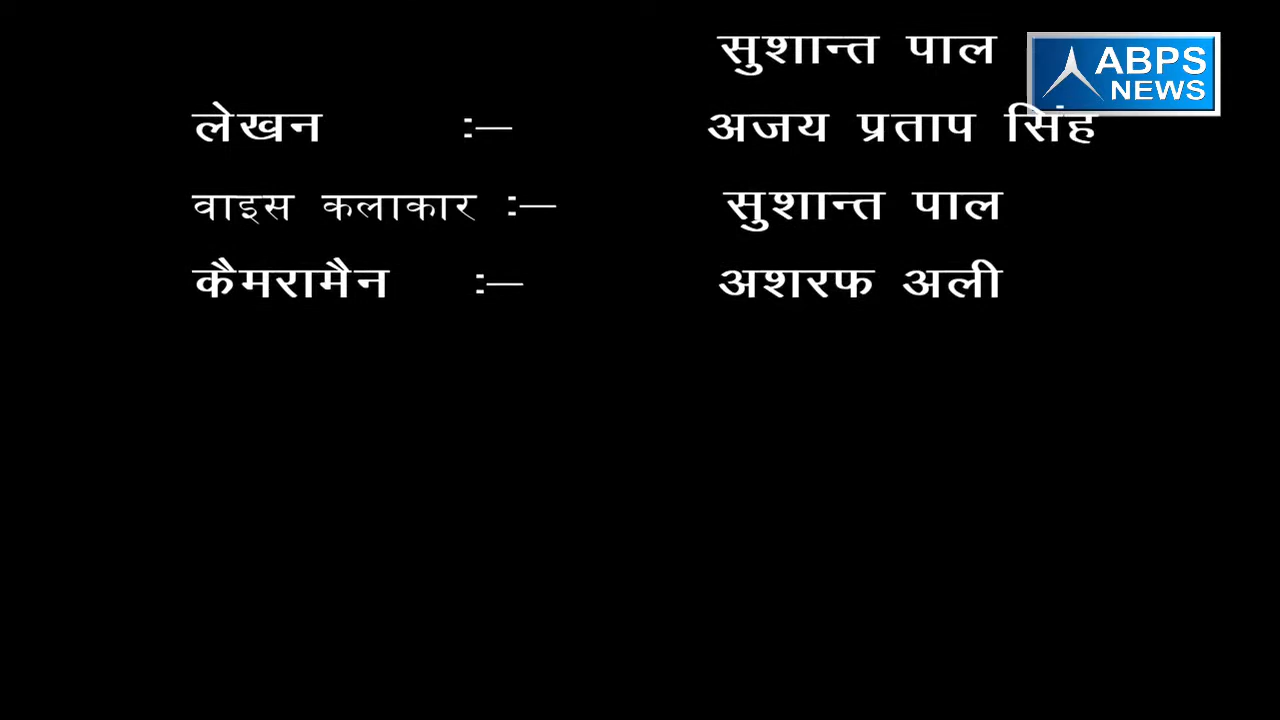 सुशान्त पाल
ABPS
NEWS
लेखन :— अजय प्रताप सिंह
वाइस कलाकार :— सुशान्त पाल
कैमरामैन :— अशरफ अली